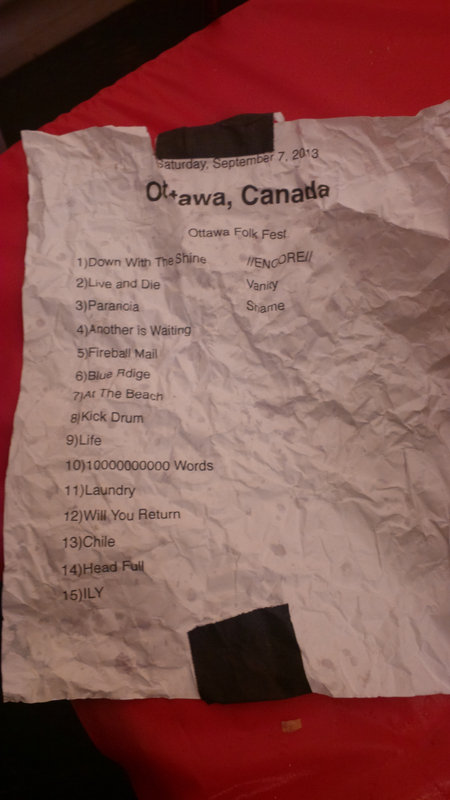 Saturday, September 7, 2013
Ottawa, Canada
Ottawa Folk Fest
1)Down With The Shine
2)Live and Die
3)Paranoia
4)Another is Waiting
5)Fireball Mail
6)Blue Rdige
7)At The Beach
8)Kick Drum
9)Life
10)10000000000 Words
11)Laundry
12)Will You Return
13)Chile
14)Head Full
15)ILY
//ENCORE//
Vanity
Shame